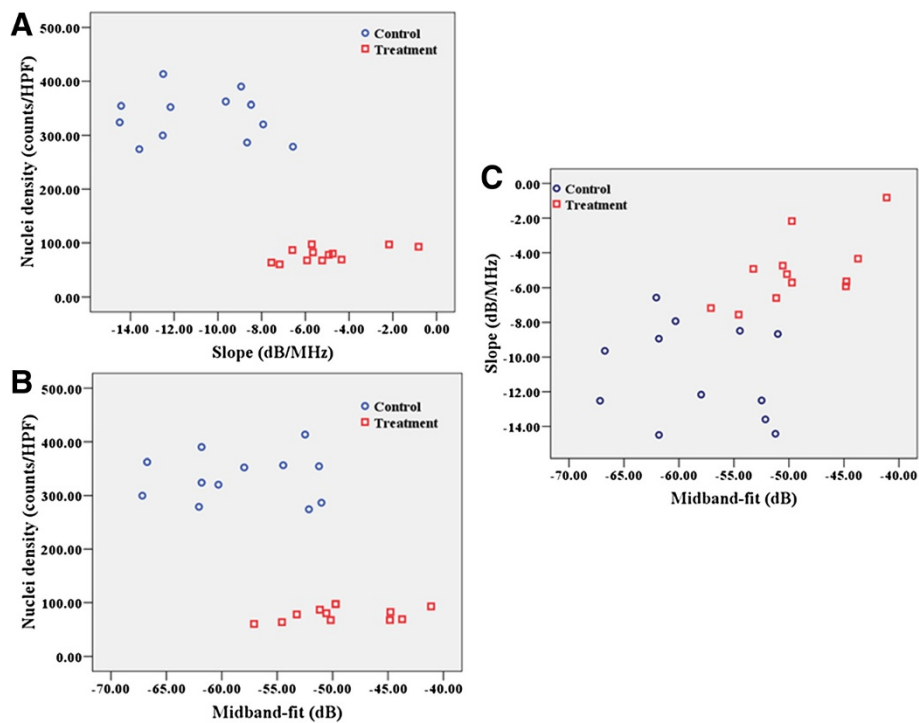 A
500.00
400.00
300.00
200.00
100.00
0.00
Nuclei density (counts/HPF)
Control
Treatment
-14.00 -12.00 -10.00 -8.00 -6.00 -4.00 -2.00 0.00
Slope (dB/MHz)
B
500.00
400.00
300.00
200.00
100.00
0.00
Nuclei density (counts/HPF)
Control
Treatment
-70.00 -65.00 -60.00 -55.00 -50.00 -45.00 -40.00
Midband-fit (dB)
C
0.00
-2.00
-4.00
-6.00
-8.00
-10.00
-12.00
-14.00
Slope (dB/MHz)
Control
Treatment
-70.00 -65.00 -60.00 -55.00 -50.00 -45.00 -40.00
Midband-fit (dB)